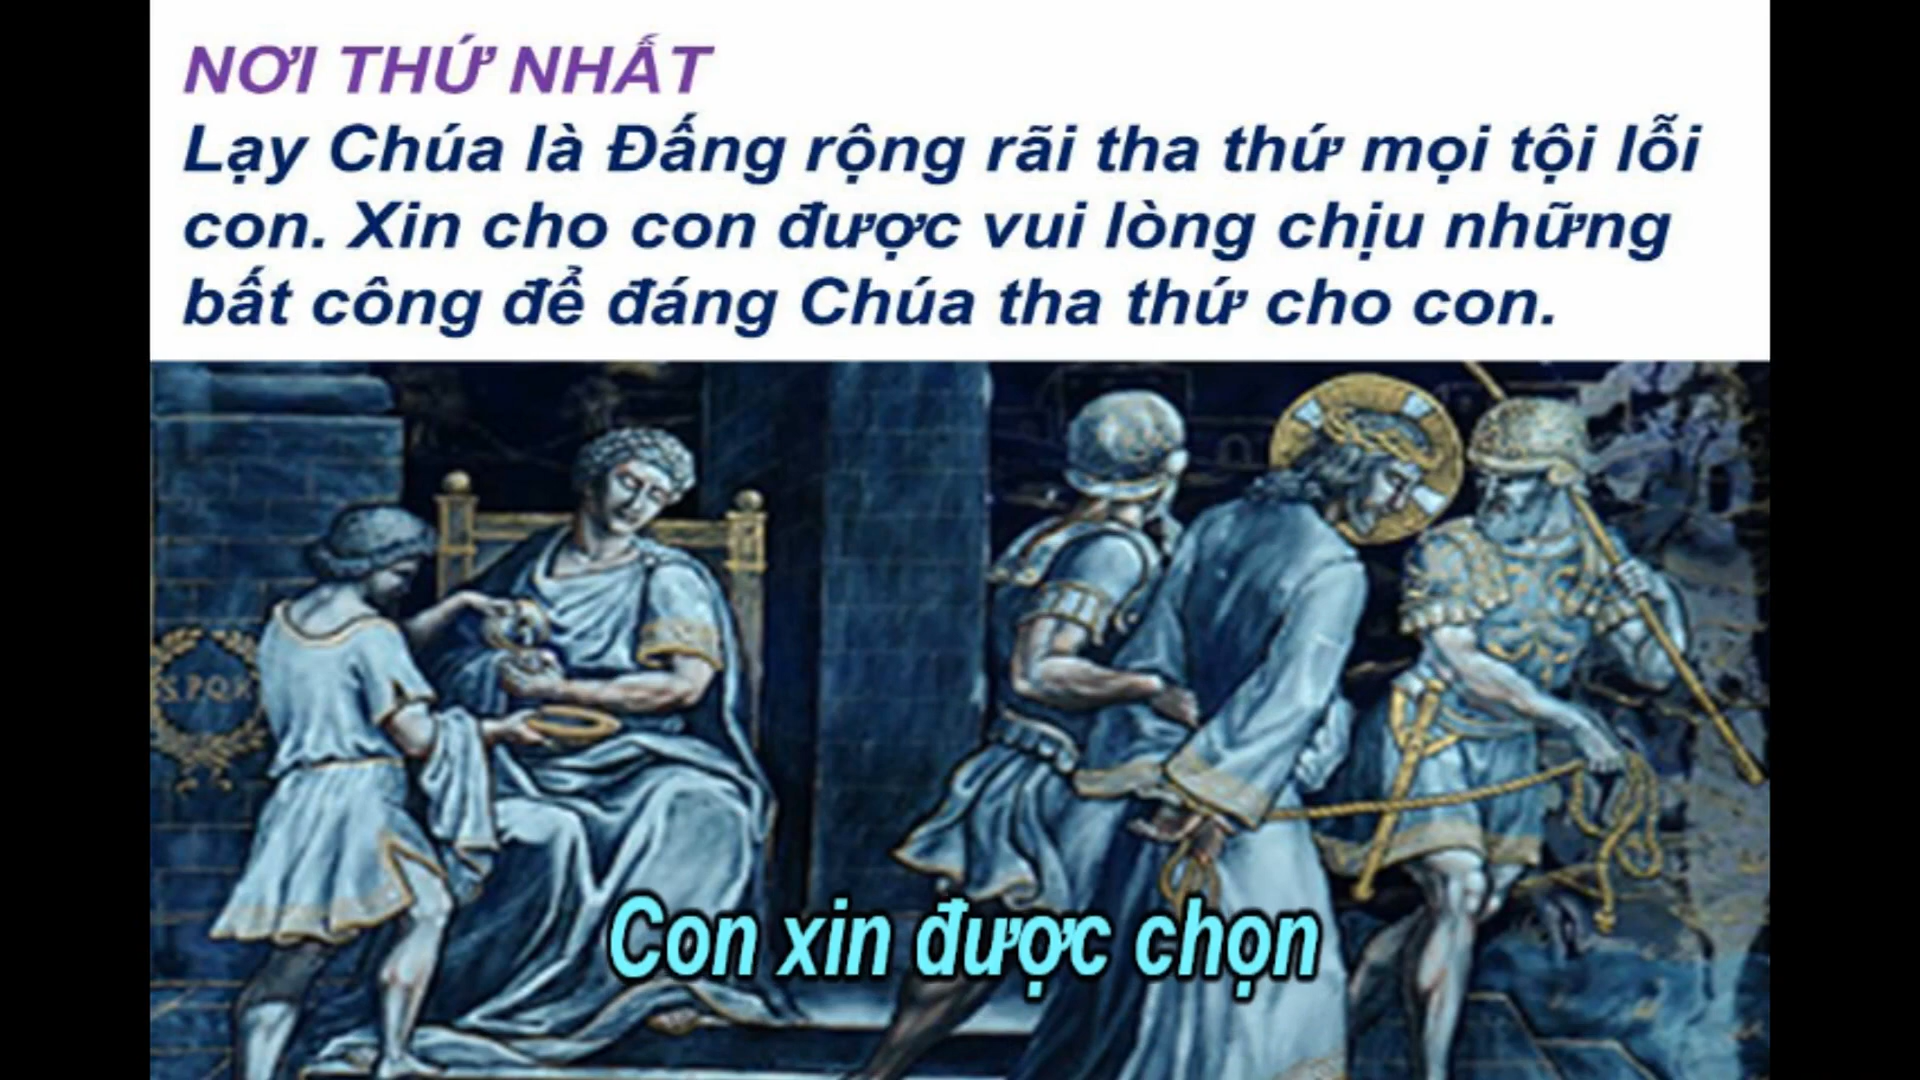 NƠI THỨ NHẤT
Lạy Chúa là Đấng rộng rãi tha thứ mọi tội lỗi
con. Xin cho con được vui lòng chịu những
bất công để đáng Chúa tha thứ cho con.
S.P.Q.R
Con xin được chọn